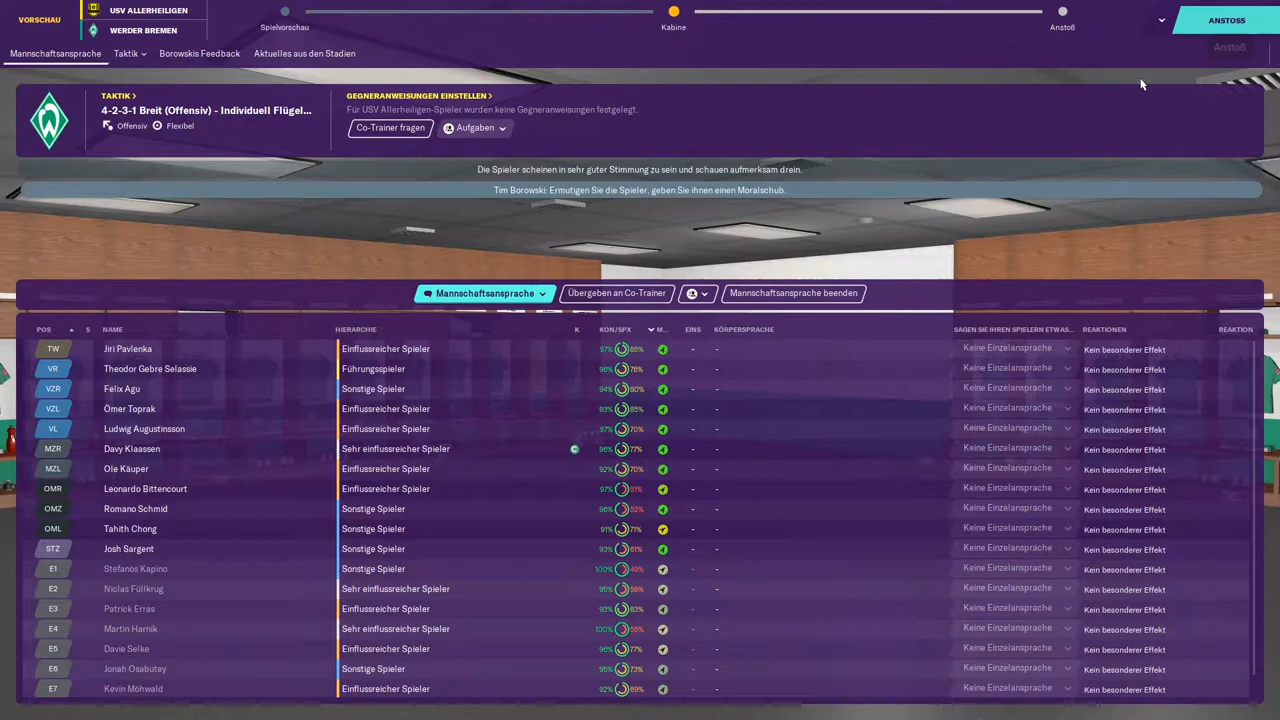 VORSCHAU
USV ALLERHEILIGEN
WERDER BREMEN
Spielvorschau
Kabine
Anstoß
ANSTOSS
Anstoß
Mannschaftsansprache
Taktik
Borowskis Feedback
Aktuelles aus den Stadien
TAKTIK >
4-2-3-1 Breit (Offensiv) - Individuell Flügel...
Offensiv
Flexibel
GEGNERANWEISUNGEN EINSTELLEN >
Für USV Allerheiligen-Spieler wurden keine Gegneranweisungen festgelegt.
Co-Trainer fragen
Aufgaben
Die Spieler scheinen in sehr guter Stimmung zu sein und schauen aufmerksam drein.
Tim Borowski: Ermutigen Sie die Spieler, geben Sie ihnen einen Moralschub.
Mannschaftsansprache
Übergeben an Co-Trainer
Mannschaftsansprache beenden
POS S NAME HIERARCHIE K KON/SPX M... EINS KÖRPERSPRACHE SAGEN SIE IHREN SPIELERN ETWAS... REAKTIONEN REAKTION
TW Jiri Pavlenka Einflussreicher Spieler 97% 85% - - Keine Einzelansprache Kein besonderer Effekt
VR Theodor Gebre Selassie Führungsspieler 96% 76% - - Keine Einzelansprache Kein besonderer Effekt
VZR Felix Agu Sonstige Spieler 94% 80% - - Keine Einzelansprache Kein besonderer Effekt
VZL Ömer Toprak Einflussreicher Spieler 93% 85% - - Keine Einzelansprache Kein besonderer Effekt
VL Ludwig Augustinsson Einflussreicher Spieler 97% 70% - - Keine Einzelansprache Kein besonderer Effekt
MZR Davy Klaassen Sehr einflussreicher Spieler C 96% 77% - - Keine Einzelansprache Kein besonderer Effekt
MZL Ole Käuper Einflussreicher Spieler 92% 70% - - Keine Einzelansprache Kein besonderer Effekt
OMR Leonardo Bittencourt Einflussreicher Spieler 97% 51% - - Keine Einzelansprache Kein besonderer Effekt
OMZ Romano Schmid Sonstige Spieler 96% 52% - - Keine Einzelansprache Kein besonderer Effekt
OML Tahith Chong Sonstige Spieler 91% 71% - - Keine Einzelansprache Kein besonderer Effekt
STZ Josh Sargent Sonstige Spieler 93% 61% - - Keine Einzelansprache Kein besonderer Effekt
E1 Stefanos Kapino Sonstige Spieler 100% 49% - - Keine Einzelansprache Kein besonderer Effekt
E2 Niclas Füllkrug Sehr einflussreicher Spieler 95% 58% - - Keine Einzelansprache Kein besonderer Effekt
E3 Patrick Erras Einflussreicher Spieler 93% 83% - - Keine Einzelansprache Kein besonderer Effekt
E4 Martin Harnik Sehr einflussreicher Spieler 100% 55% - - Keine Einzelansprache Kein besonderer Effekt
E5 Davie Selke Einflussreicher Spieler 96% 77% - - Keine Einzelansprache Kein besonderer Effekt
E6 Jonah Osabutey Sonstige Spieler 95% 73% - - Keine Einzelansprache Kein besonderer Effekt
E7 Kevin Möhwald Einflussreicher Spieler 92% 69% - - Keine Einzelansprache Kein besonderer Effekt